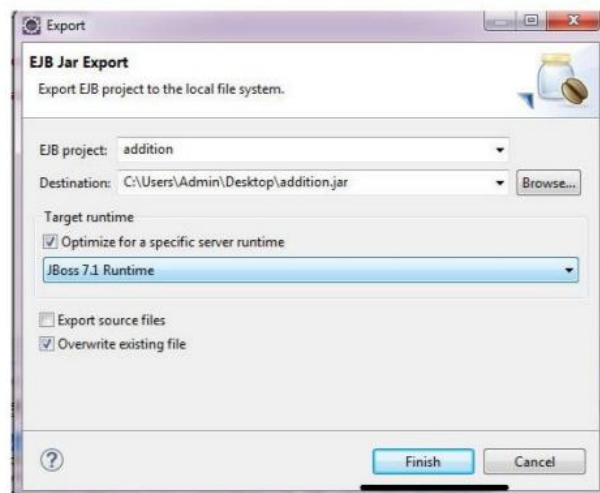 Export
EJB Jar Export
Export EJB project to the local file system.
EJB project: addition
Destination: C:\Users\Admin\Desktop\addition.jar Browse...
Target runtime
Optimize for a specific server runtime
JBoss 7.1 Runtime
Export source files
Overwrite existing file
? Finish Cancel